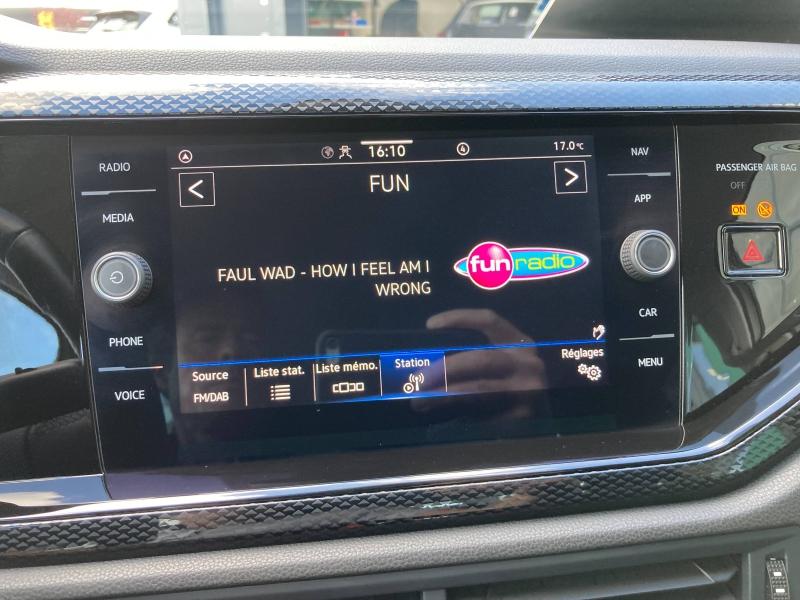 16:10
4
17.0°C
RADIO
MEDIA
PHONE
VOICE
<
FUN
>
FAUL WAD - HOW I FEEL AM I
WRONG
fun radio
Source
FM/DAB
Liste stat.
Liste mémo.
Station
Réglages
NAV
APP
CAR
MENU
PASSENGER AIR BAG
OFF
ON